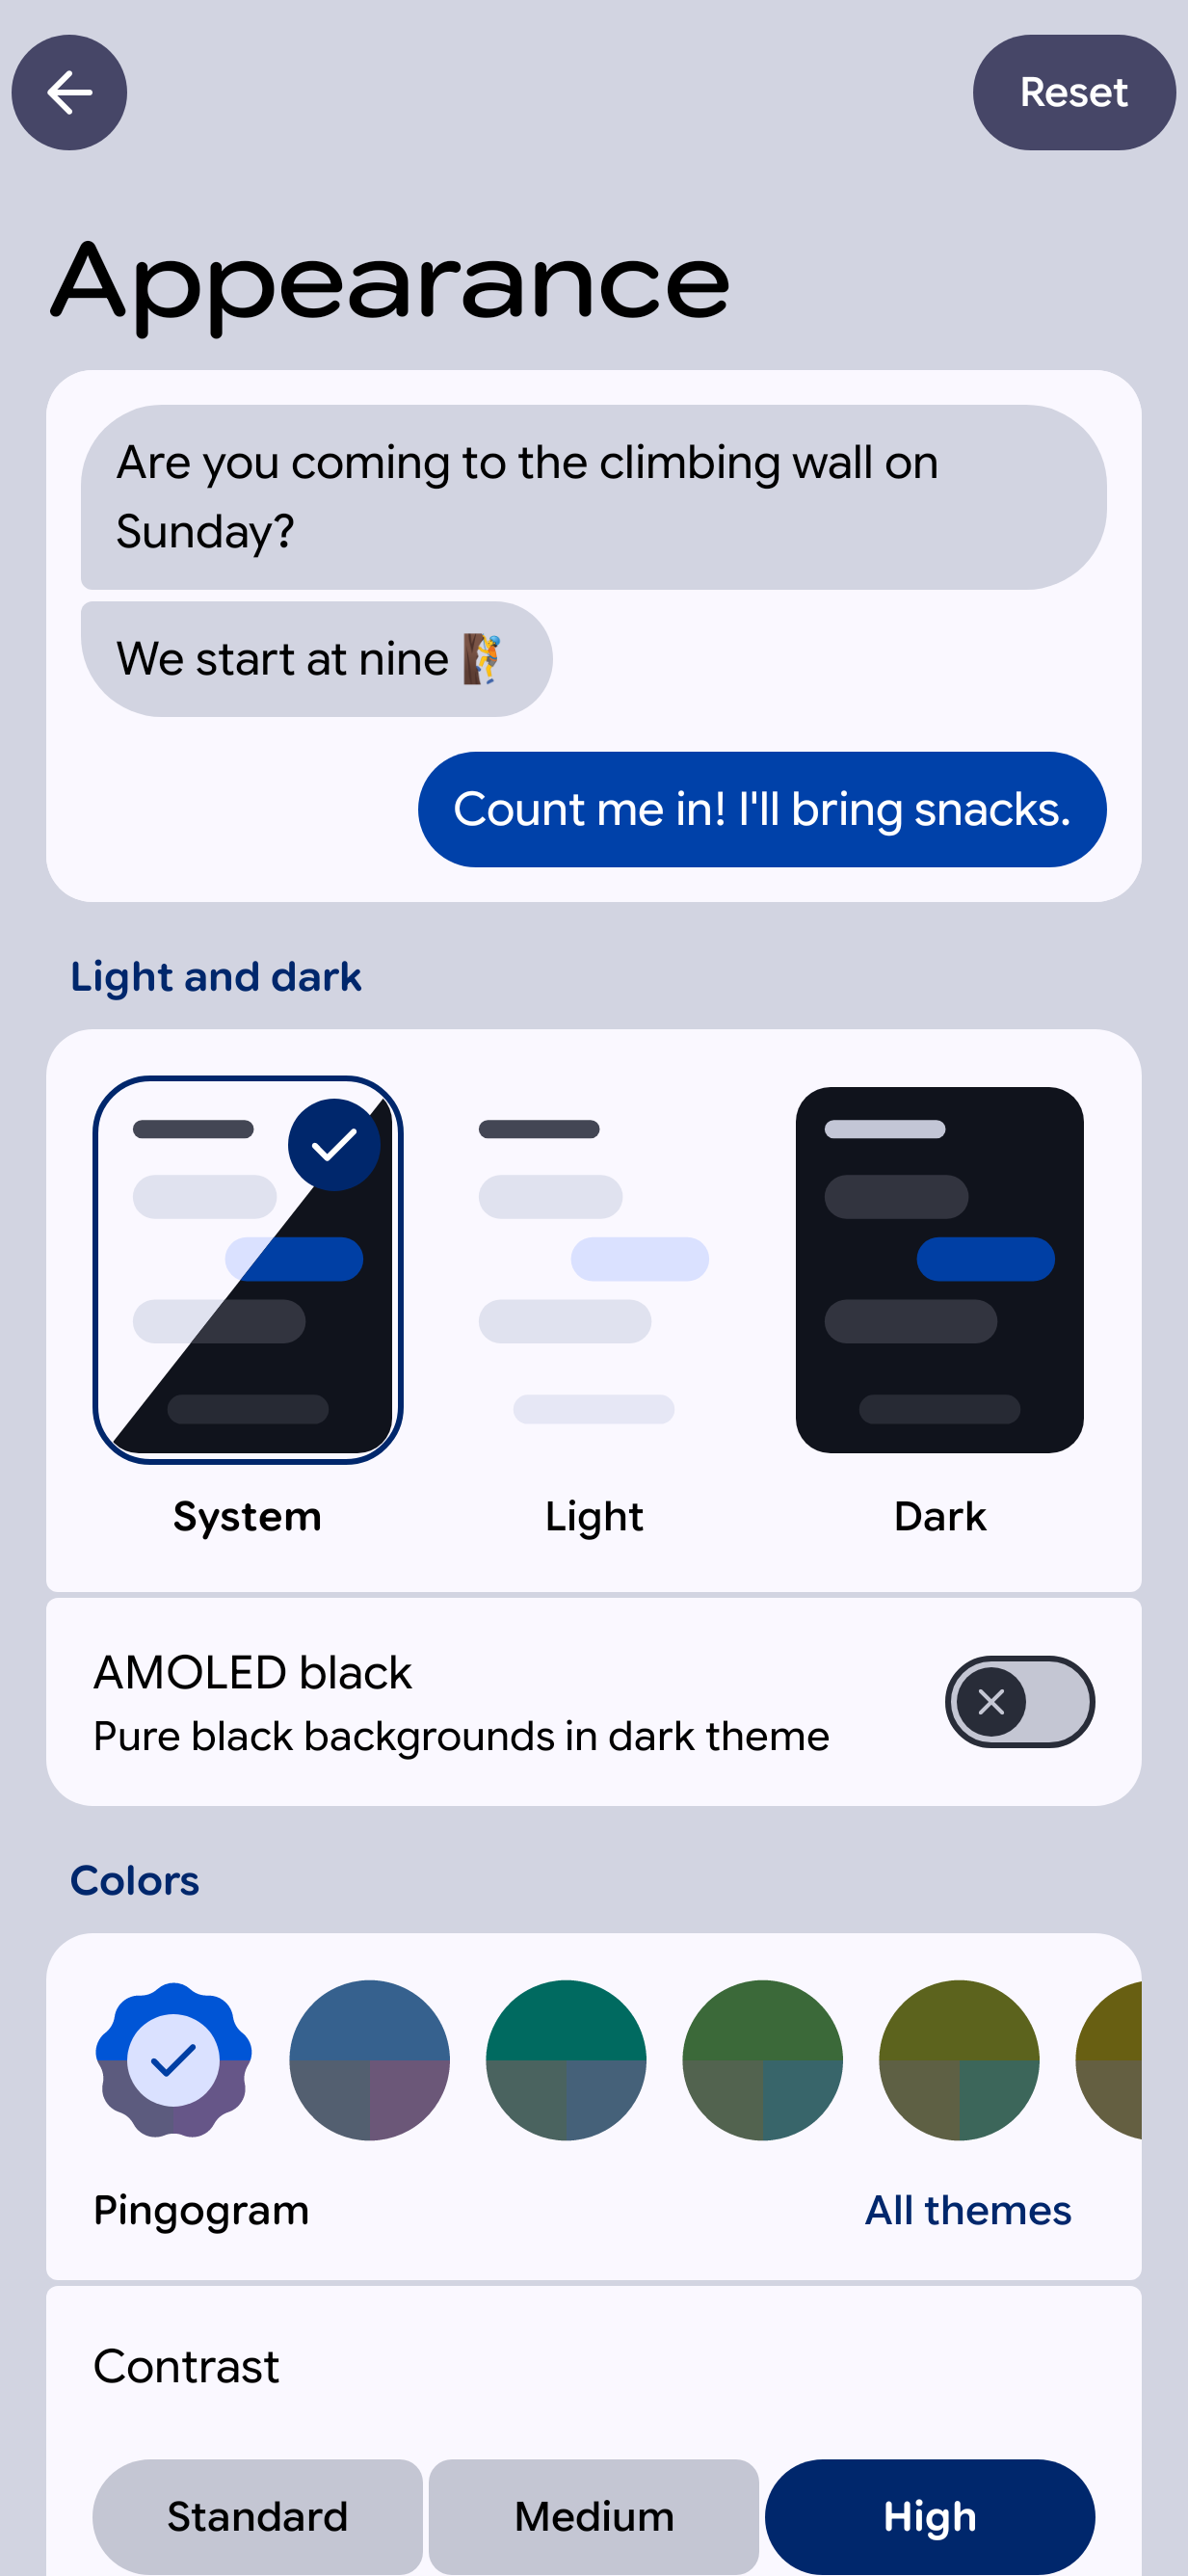 Reset
Appearance
Are you coming to the climbing wall on
Sunday?
We start at nine 🧗
Count me in! I'll bring snacks.
Light and dark
System
Light
Dark
AMOLED black
Pure black backgrounds in dark theme
Colors
Pingogram
All themes
Contrast
Standard
Medium
High